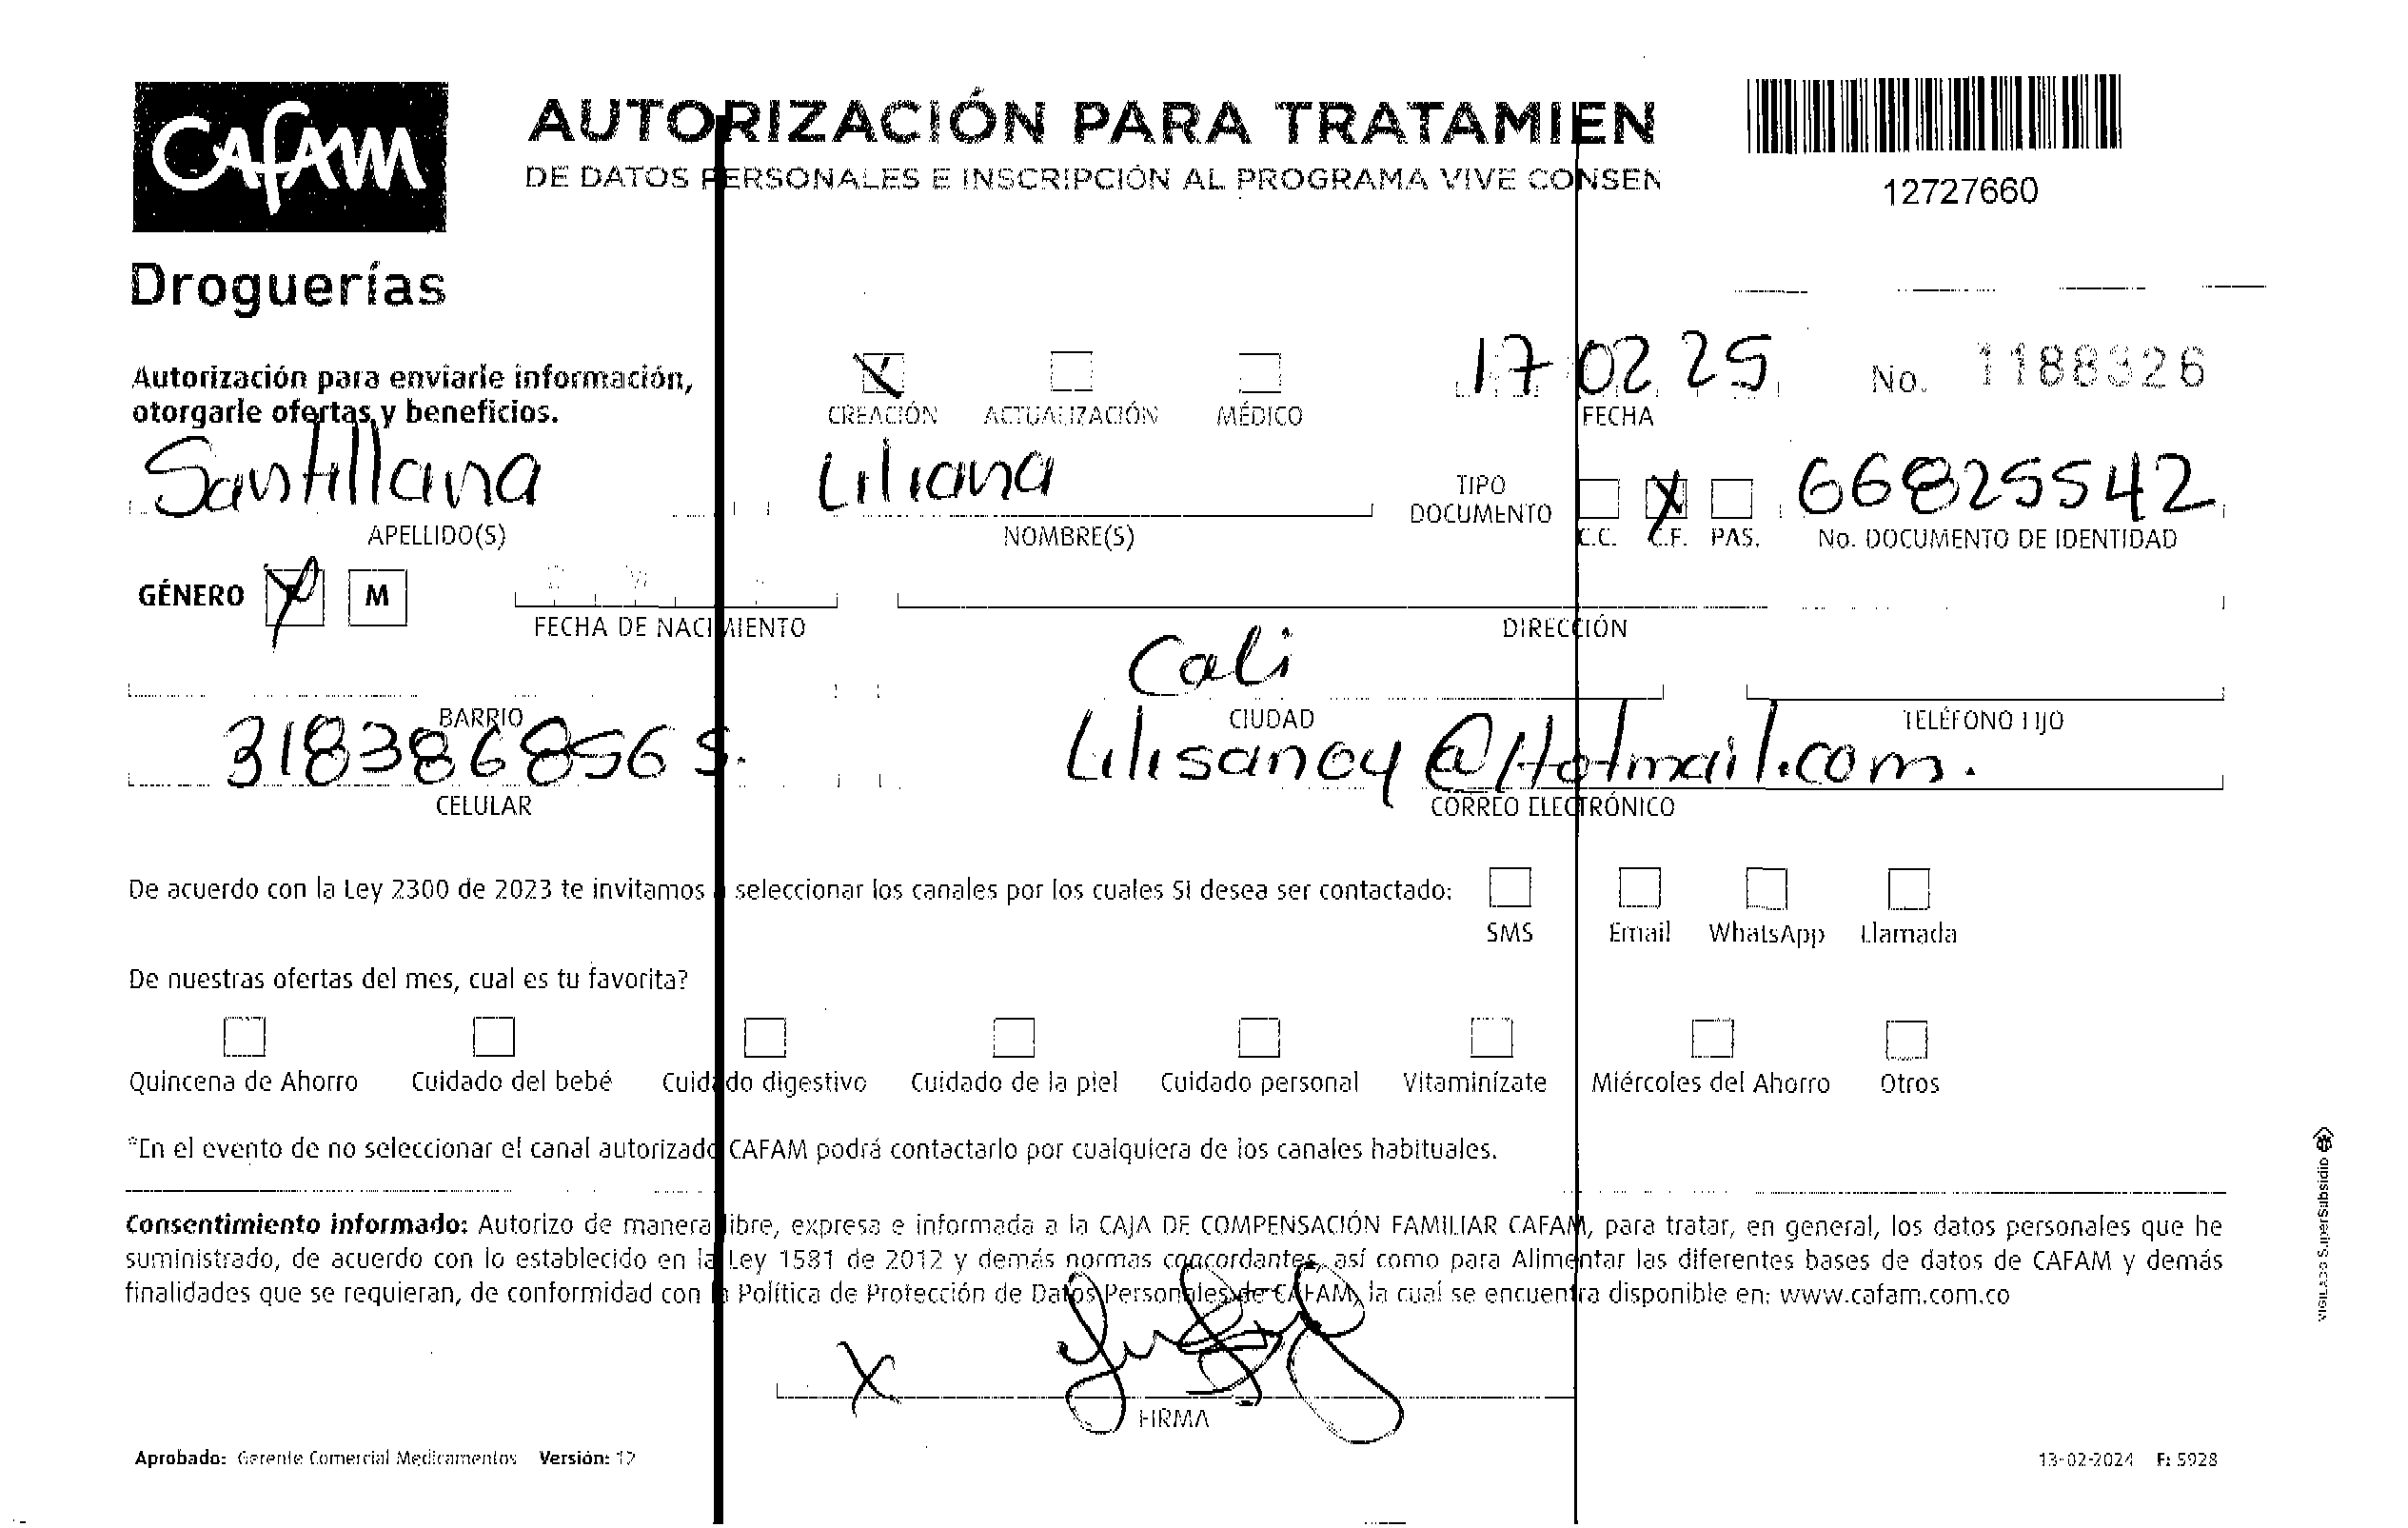 CAFAM
Droguerías
AUTORIZACIÓN PARA TRATAMIEN
DE DATOS PERSONALES E INSCRIPCIÓN AL PROGRAMA VIVE CONSEN
12727660
Autorización para enviarle información,
otorgarle ofertas y beneficios.
CREACIÓN ACTUALIZACIÓN MÉDICO
17 02 25
FECHA
No. 1188326
Santillana
APELLIDO(S)
Liliana
NOMBRE(S)
TIPO
DOCUMENTO
C.C. C.E. PAS.
66825542
No. DOCUMENTO DE IDENTIDAD
GÉNERO M
FECHA DE NACIMIENTO
DIRECCIÓN
BARRIO
Cali
CIUDAD
TELÉFONO FIJO
3183868565.
CELULAR
Lilisancy@Hotmail.com.
CORREO ELECTRÓNICO
De acuerdo con la Ley 2300 de 2023 te invitamos a seleccionar los canales por los cuales SI desea ser contactado:
SMS Email WhatsApp Llamada
De nuestras ofertas del mes, cual es tu favorita?
Quincena de Ahorro Cuidado del bebé Cuidado digestivo Cuidado de la piel Cuidado personal Vitaminízate Miércoles del Ahorro Otros
*En el evento de no seleccionar el canal autorizado CAFAM podrá contactarlo por cualquiera de los canales habituales.
Consentimiento informado: Autorizo de manera libre, expresa e informada a la CAJA DE COMPENSACIÓN FAMILIAR CAFAM, para tratar, en general, los datos personales que he
suministrado, de acuerdo con lo establecido en la Ley 1581 de 2012 y demás normas concordantes, así como para Alimentar las diferentes bases de datos de CAFAM y demás
finalidades que se requieran, de conformidad con la Política de Protección de Datos Personales de CAFAM, la cual se encuentra disponible en: www.cafam.com.co
X
FIRMA
Aprobado: Gerente Comercial Medicamentos Versión: 12
13-02-2024 F: 5928
VIGILADO SuperSubsidio